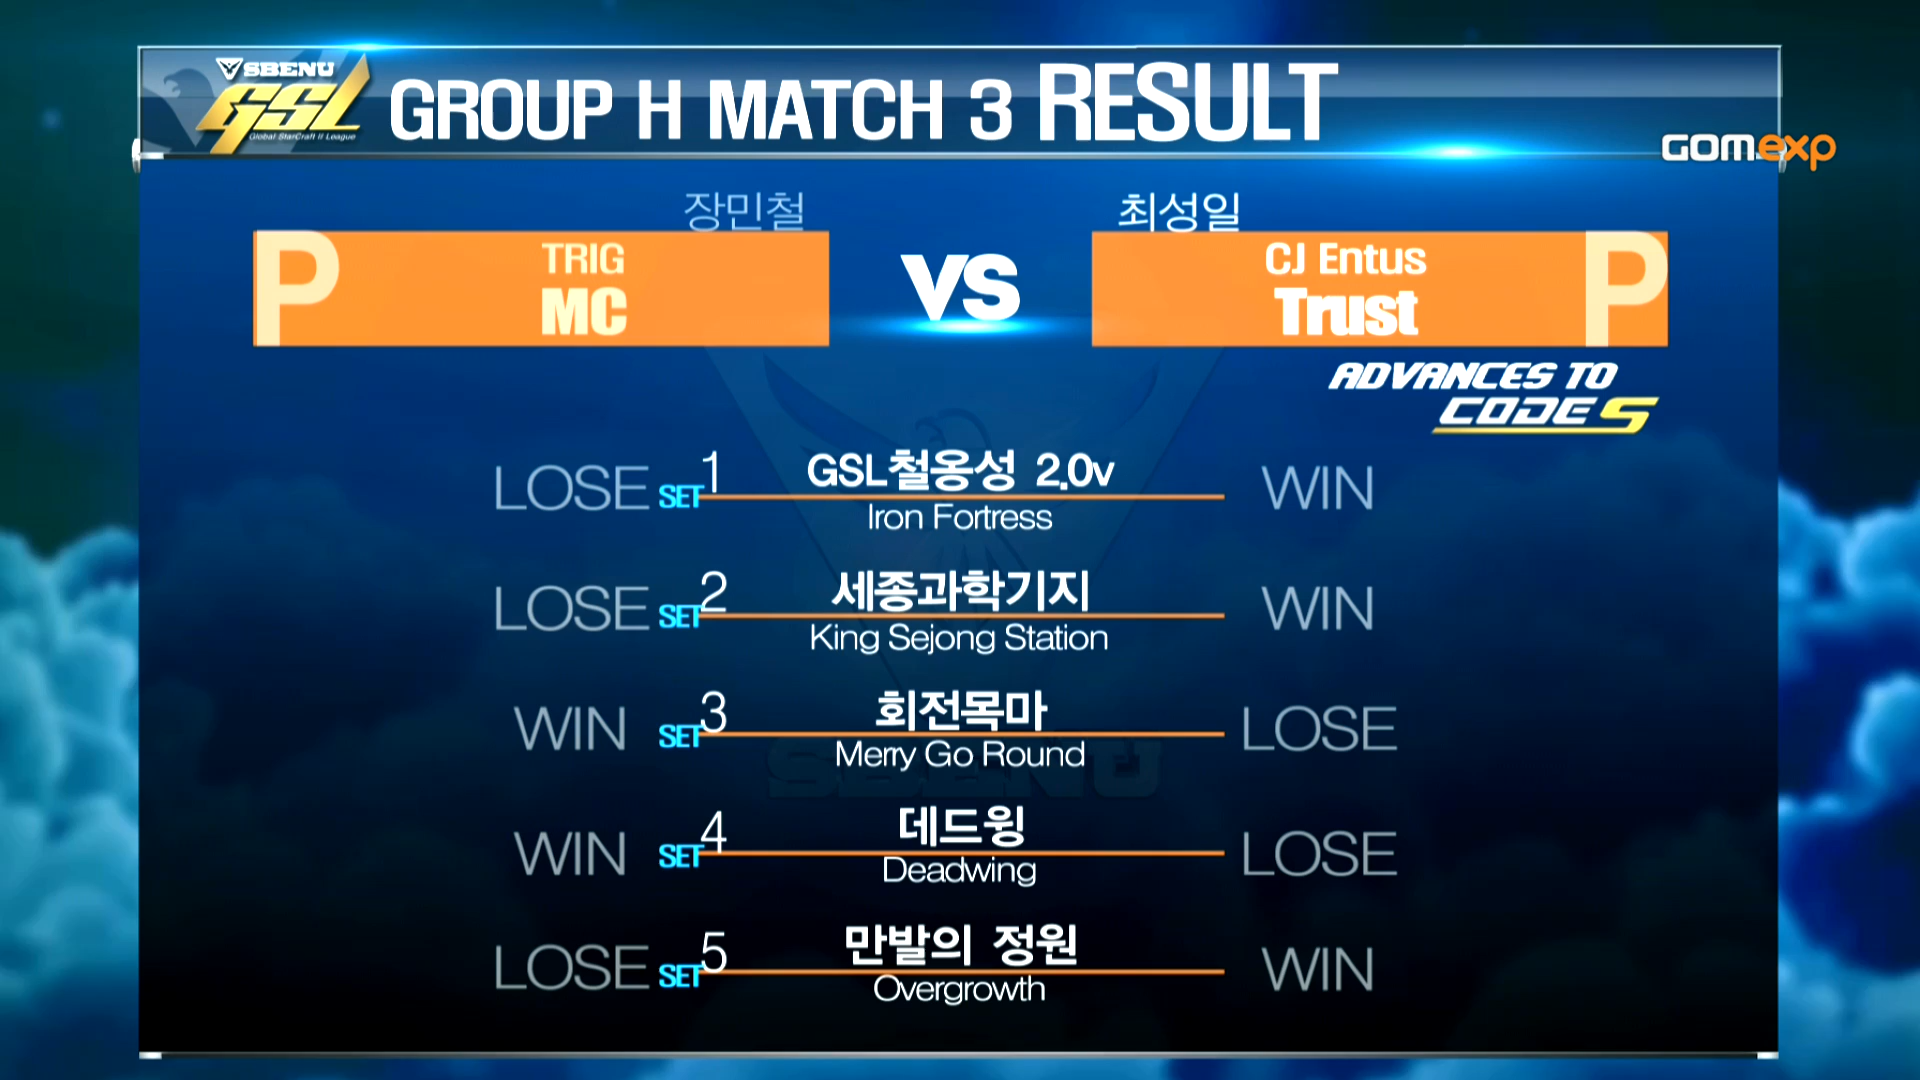 SBENU
GSL
Global StarCraft II League
GROUP H MATCH 3 RESULT
GOMexp
장민철
최성일
P
TRIG
MC
VS
CJ Entus
Trust
P
ADVANCES TO
CODE S
LOSE SET 1 GSL철옹성 2.0v WIN
Iron Fortress
LOSE SET 2 세종과학기지 WIN
King Sejong Station
WIN SET 3 회전목마 LOSE
Merry Go Round
SBENU
WIN SET 4 데드윙 LOSE
Deadwing
LOSE SET 5 만발의 정원 WIN
Overgrowth